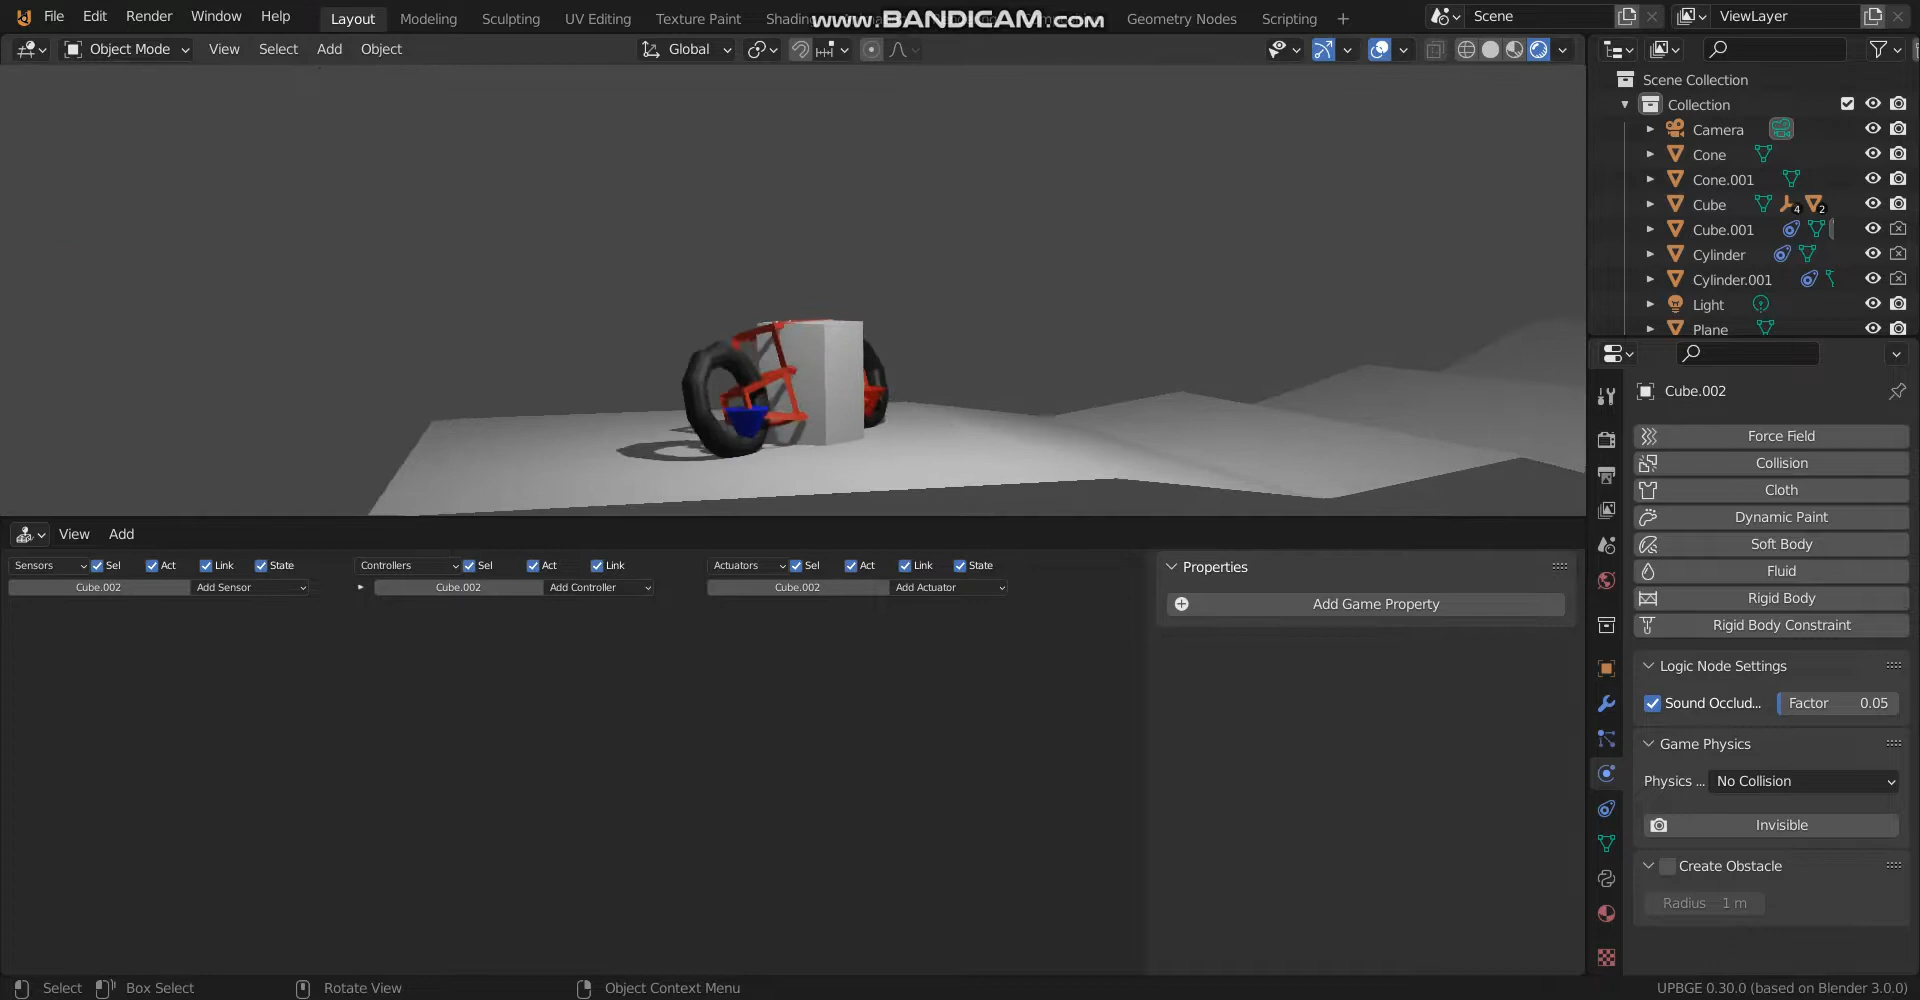 File Edit Render Window Help Layout Modeling Sculpting UV Editing Texture Paint Shading Geometry Nodes Scripting + Scene ViewLayer
www.BANDICAM.com
Object Mode View Select Add Object Global
Scene Collection
Collection
Camera
Cone
Cone.001
Cube 4 2
Cube.001
Cylinder
Cylinder.001
Light
Plane
Cube.002
Force Field
Collision
Cloth
Dynamic Paint
Soft Body
Fluid
Rigid Body
Rigid Body Constraint
Logic Node Settings
Sound Occlud... Factor 0.05
Game Physics
Physics ... No Collision
Invisible
Create Obstacle
Radius 1 m
View Add
Sensors Sel Act Link State Controllers Sel Act Link Actuators Sel Act Link State
Cube.002 Add Sensor Cube.002 Add Controller Cube.002 Add Actuator
Properties
Add Game Property
Select Box Select Rotate View Object Context Menu UPBGE 0.30.0 (based on Blender 3.0.0)